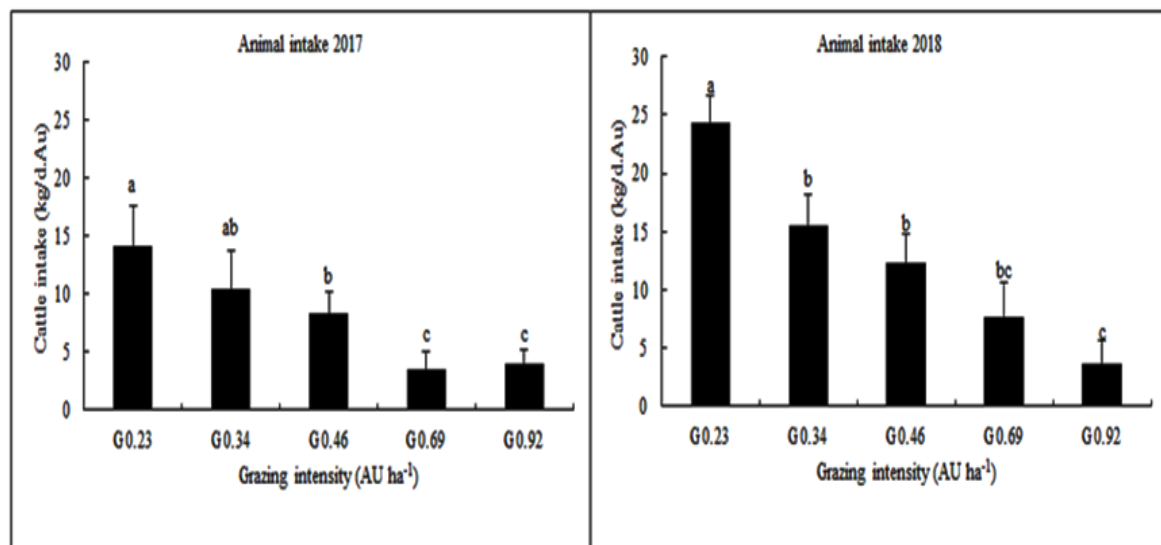 Animal intake 2017
Cattle intake (kg/d.Au)
30
25
20
15
10
5
0
a
ab
b
c
c
G0.23 G0.34 G0.46 G0.69 G0.92
Grazing intensity (AU ha⁻¹)
Animal intake 2018
Cattle intake (kg/d.Au)
30
25
20
15
10
5
0
a
b
b
bc
c
G0.23 G0.34 G0.46 G0.69 G0.92
Grazing intensity (AU ha⁻¹)